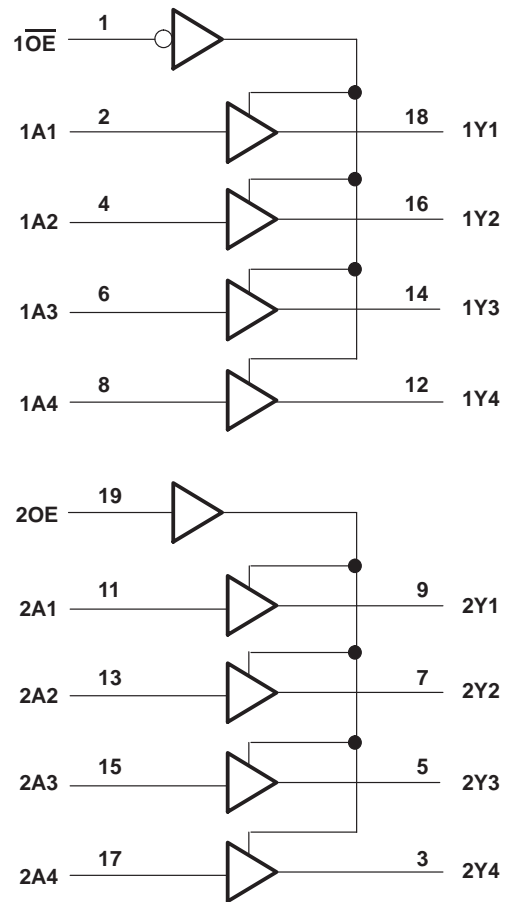 1O̅E̅ 1
1A1 2 18 1Y1
1A2 4 16 1Y2
1A3 6 14 1Y3
1A4 8 12 1Y4
2OE 19
2A1 11 9 2Y1
2A2 13 7 2Y2
2A3 15 5 2Y3
2A4 17 3 2Y4